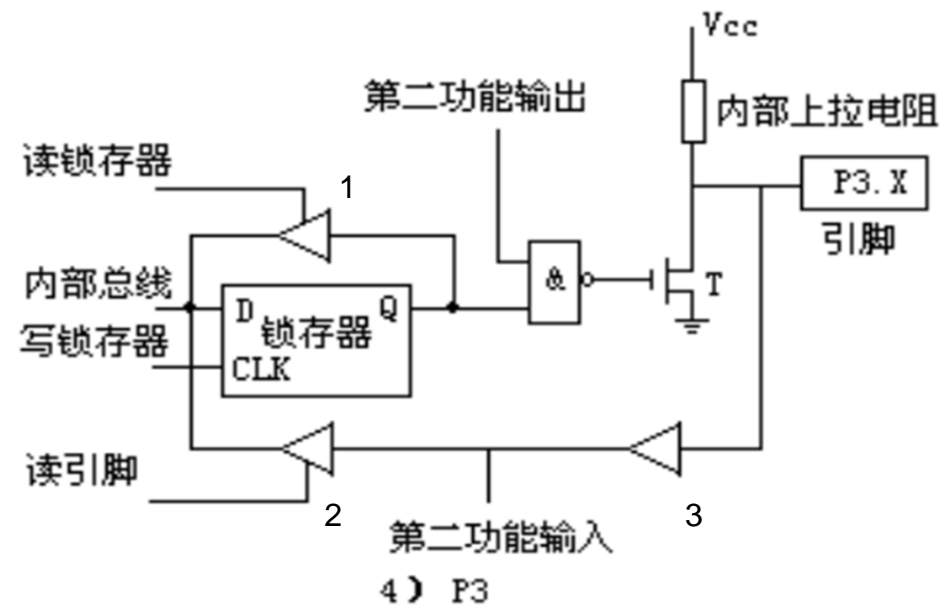 Vcc
第二功能输出
内部上拉电阻
读锁存器
1
P3.X
引脚
内部总线
D
Q
锁存器
&
T
写锁存器
CLK
读引脚
2
3
第二功能输入
4） P3